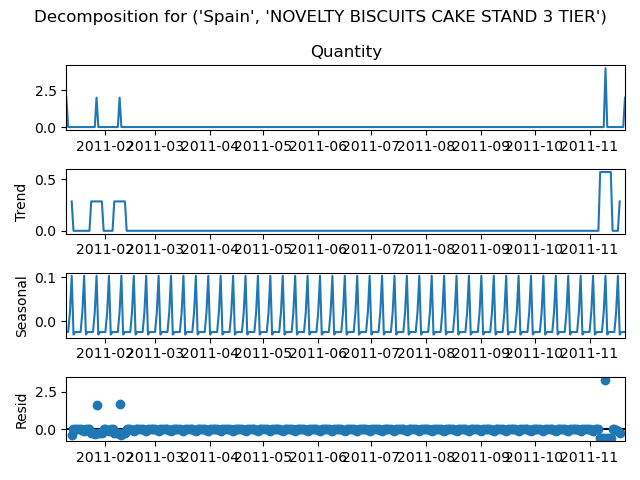 Decomposition for ('Spain', 'NOVELTY BISCUITS CAKE STAND 3 TIER')
Quantity
2.5
0.0
2011-02 2011-03 2011-04 2011-05 2011-06 2011-07 2011-08 2011-09 2011-10 2011-11
Trend
0.5
0.0
2011-02 2011-03 2011-04 2011-05 2011-06 2011-07 2011-08 2011-09 2011-10 2011-11
Seasonal
0.1
0.0
2011-02 2011-03 2011-04 2011-05 2011-06 2011-07 2011-08 2011-09 2011-10 2011-11
Resid
2.5
0.0
2011-02 2011-03 2011-04 2011-05 2011-06 2011-07 2011-08 2011-09 2011-10 2011-11